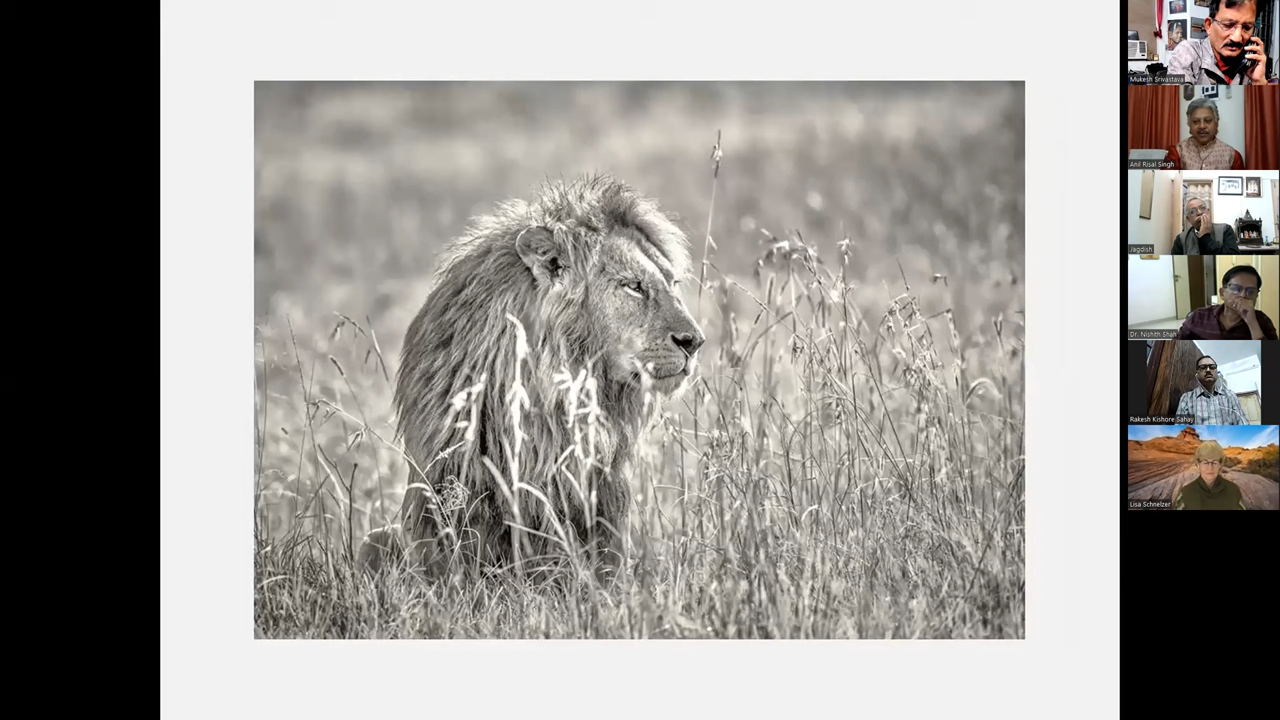 Mukesh Srivastava
Anil Risal Singh
Jagdish
Dr. Nishith Shah
Rakesh Kishore Sahay
Lisa Schnelzer